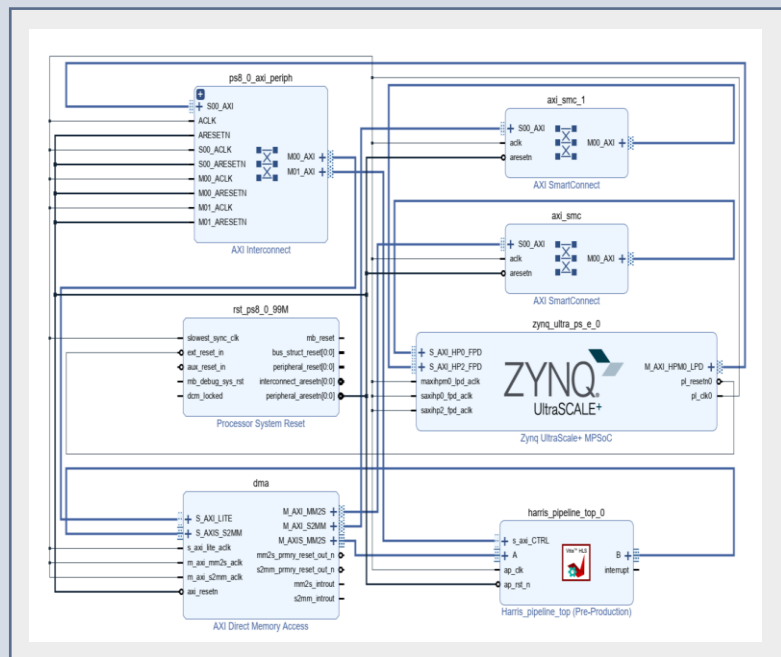 ps8_0_axi_periph
S00_AXI
ACLK
ARESETN
S00_ACLK
S00_ARESETN
M00_ACLK
M00_ARESETN
M01_ACLK
M01_ARESETN
M00_AXI
M01_AXI
AXI Interconnect
axi_smc_1
S00_AXI
aclk
aresetn
M00_AXI
AXI SmartConnect
axi_smc
S00_AXI
aclk
aresetn
M00_AXI
AXI SmartConnect
rst_ps8_0_99M
slowest_sync_clk
ext_reset_in
aux_reset_in
mb_debug_sys_rst
dcm_locked
mb_reset
bus_struct_reset[0:0]
peripheral_reset[0:0]
interconnect_aresetn[0:0]
peripheral_aresetn[0:0]
Processor System Reset
zynq_ultra_ps_e_0
S_AXI_HP0_FPD
S_AXI_HP2_FPD
maxihpm0_lpd_aclk
saxihp0_fpd_aclk
saxihp2_fpd_aclk
ZYNQ
UltraSCALE+
M_AXI_HPM0_LPD
pl_resetn0
pl_clk0
Zynq UltraScale+ MPSoC
dma
S_AXI_LITE
S_AXIS_S2MM
s_axi_lite_aclk
m_axi_mm2s_aclk
m_axi_s2mm_aclk
axi_resetn
M_AXI_MM2S
M_AXI_S2MM
M_AXIS_MM2S
mm2s_prmry_reset_out_n
s2mm_prmry_reset_out_n
mm2s_introut
s2mm_introut
AXI Direct Memory Access
harris_pipeline_top_0
s_axi_CTRL
A
ap_clk
ap_rst_n
Vitis™ HLS
B
interrupt
Harris_pipeline_top (Pre-Production)